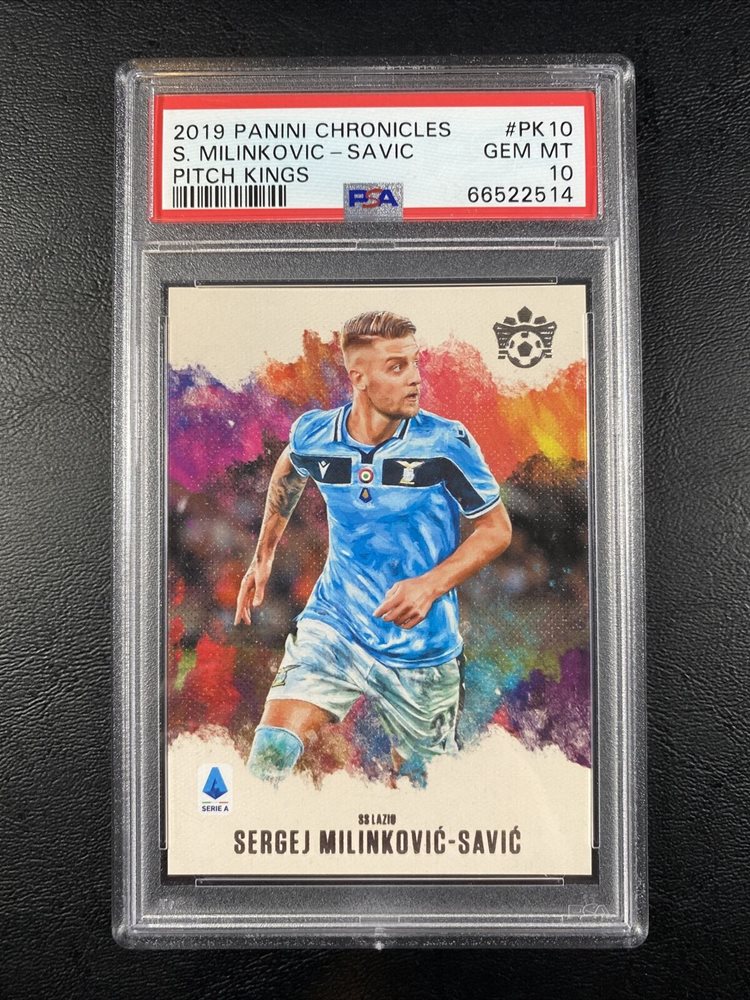 2019 PANINI CHRONICLES #PK10
S. MILINKOVIC-SAVIC GEM MT
PITCH KINGS 10
PSA 66522514
SERIE A
SS LAZIO
SERGEJ MILINKOVIĆ-SAVIĆ
PSA